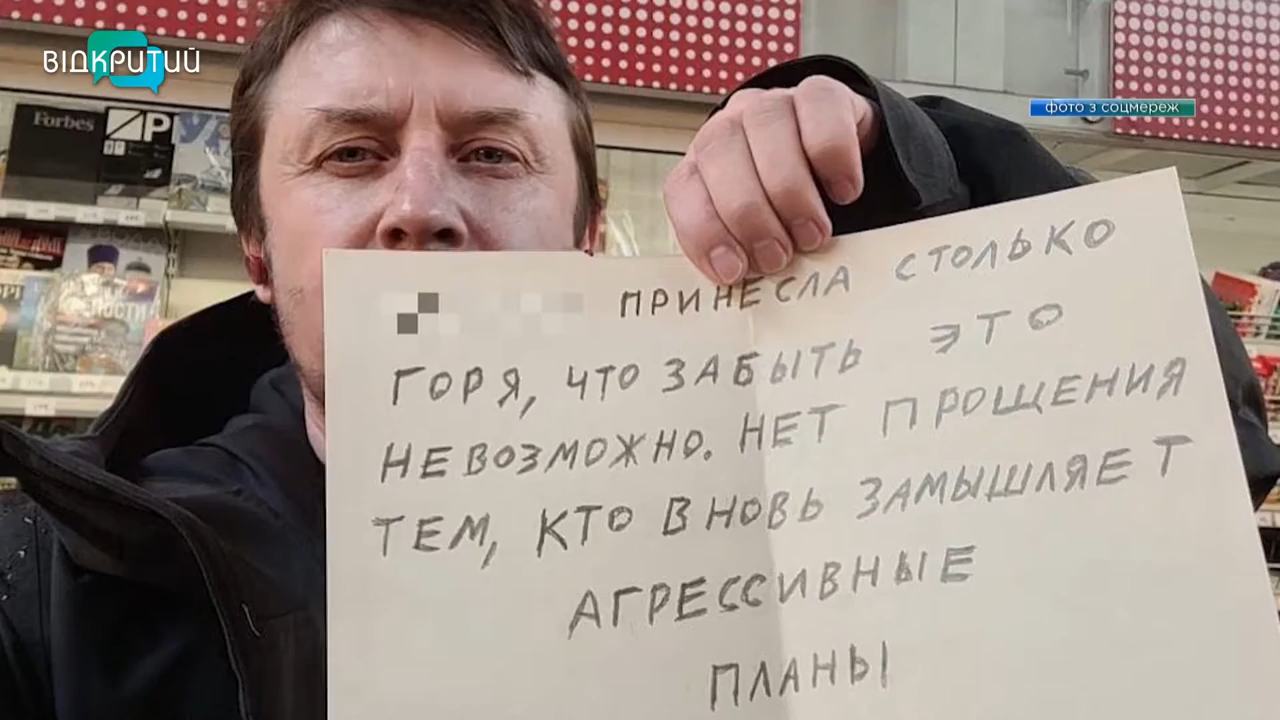 ВІДКРИТИЙ
фото з соцмереж
Forbes
ПРИНЕСЛА СТОЛЬКО
ГОРЯ, ЧТО ЗАБЫТЬ ЭТО
НЕВОЗМОЖНО. НЕТ ПРОЩЕНИЯ
ТЕМ, КТО ВНОВЬ ЗАМЫШЛЯЕТ
АГРЕССИВНЫЕ
ПЛАНЫ